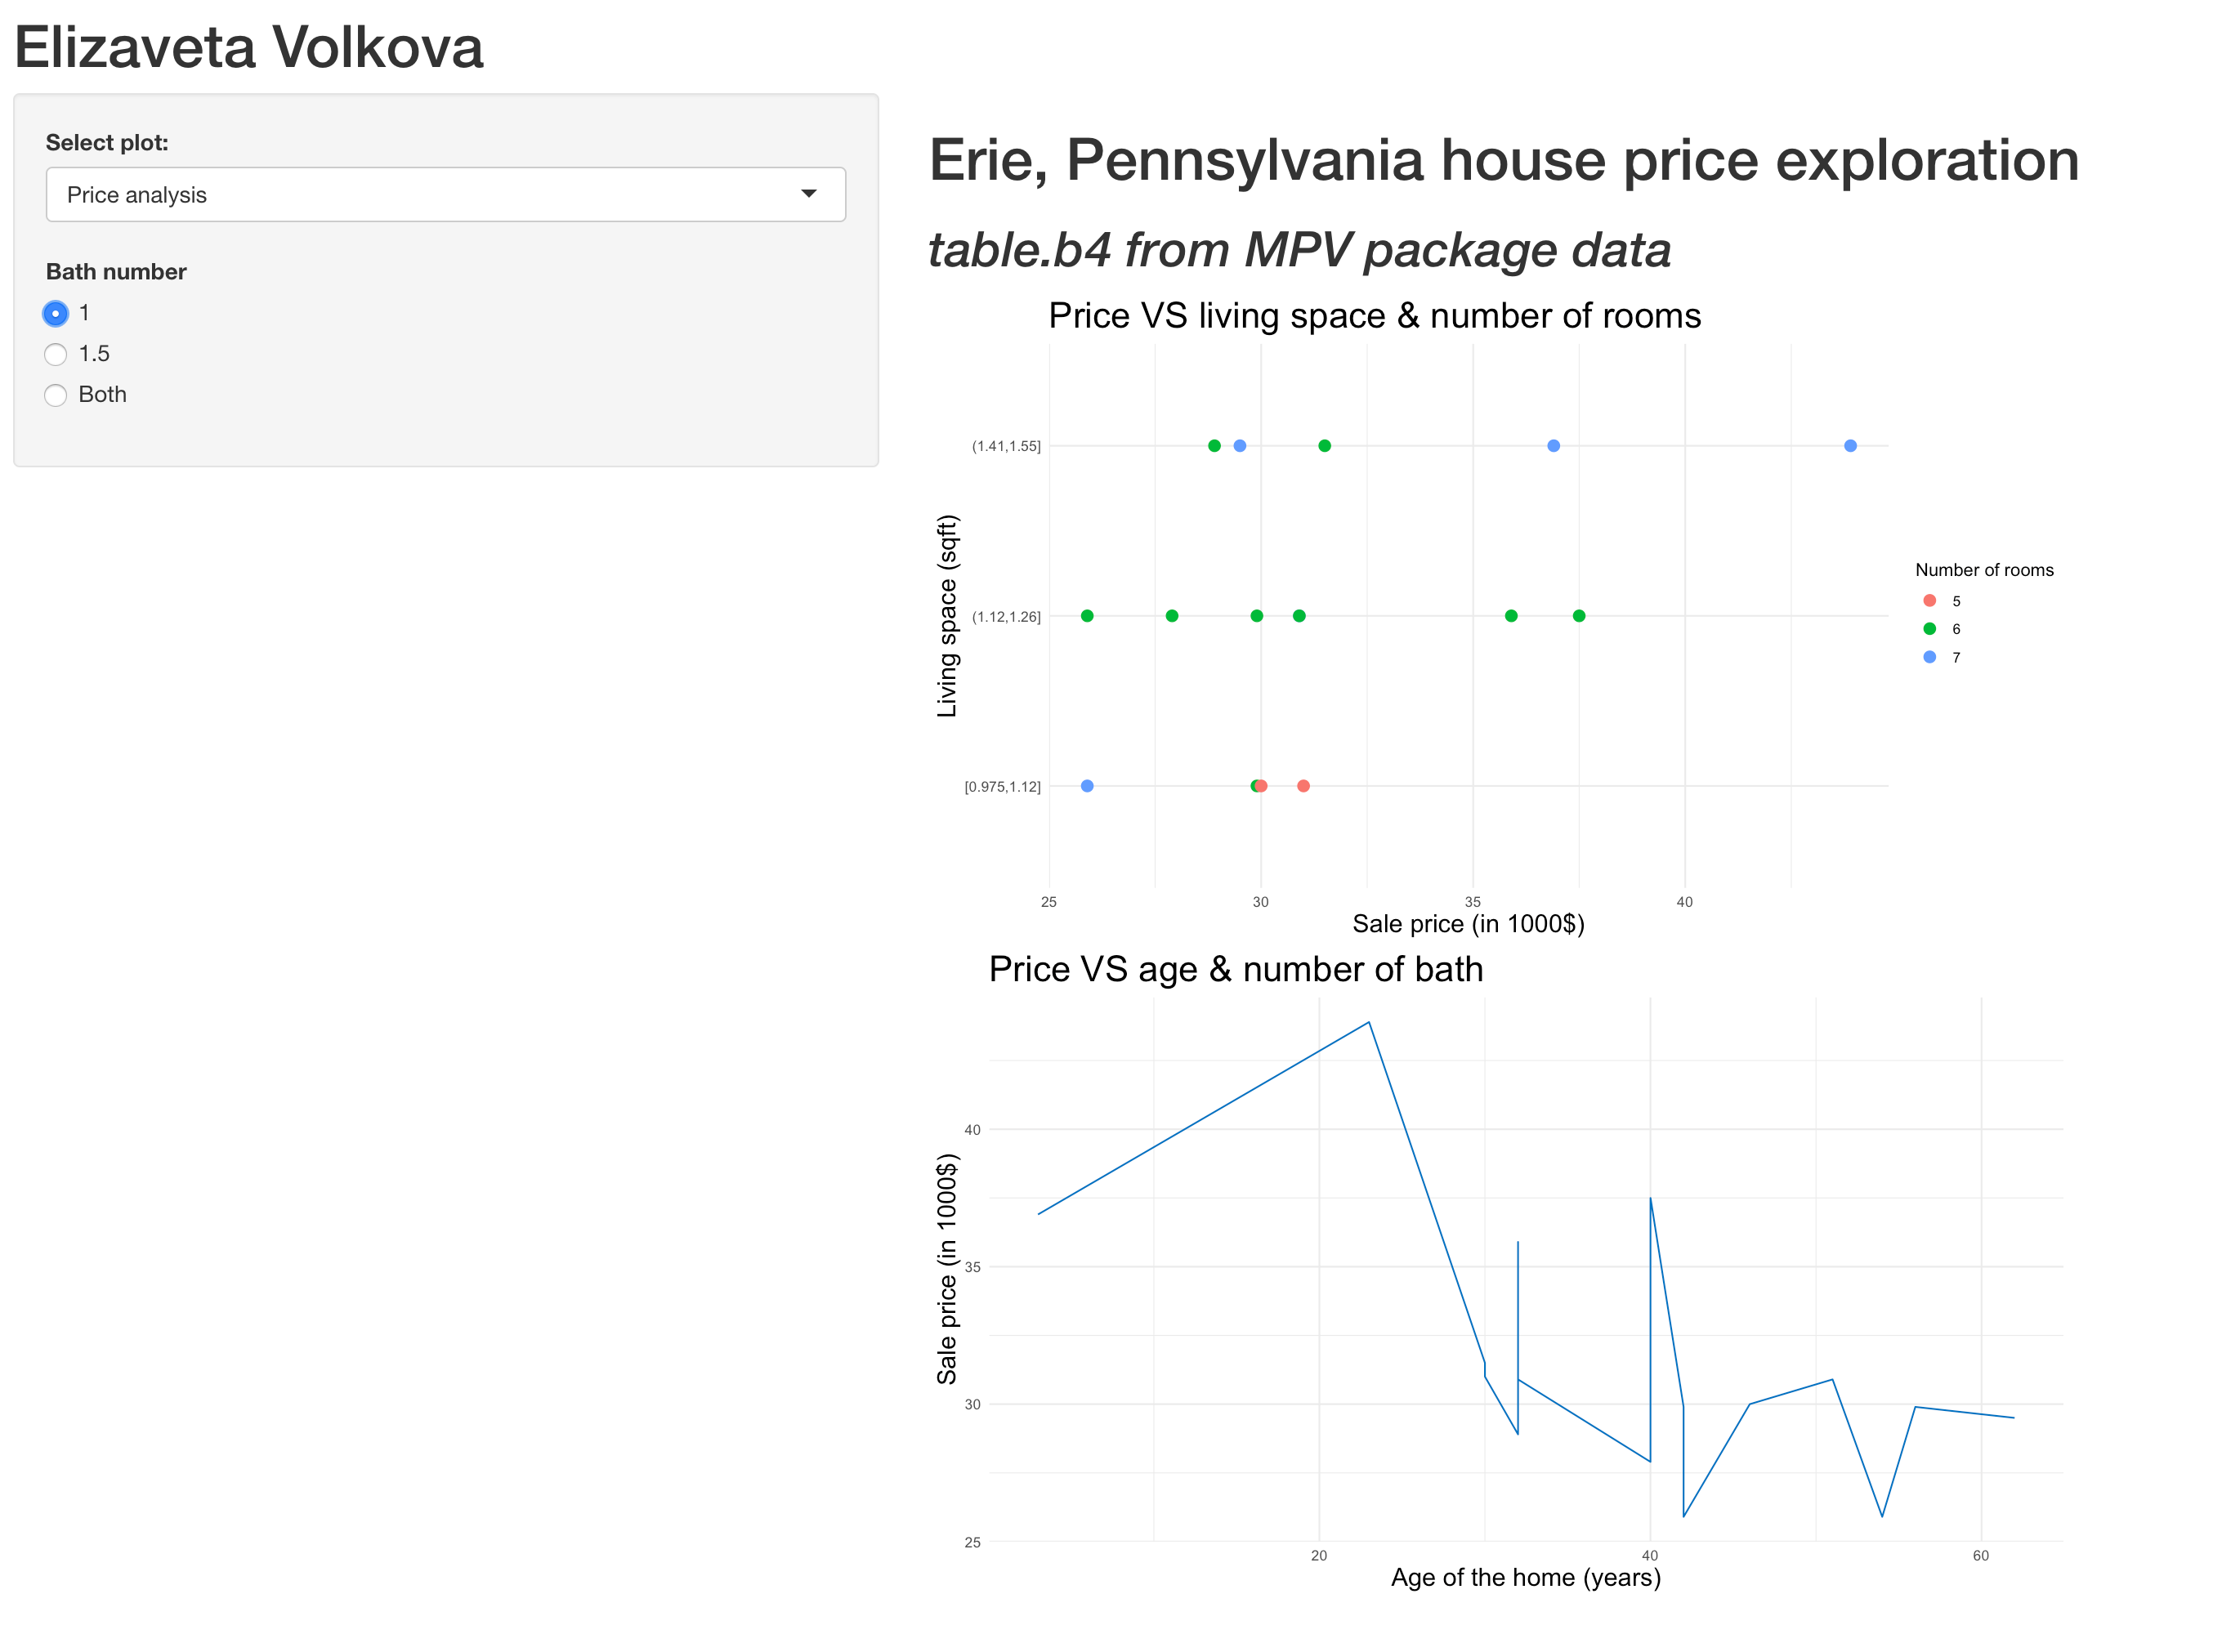 Elizaveta Volkova
Select plot:
Price analysis
Bath number
1
1.5
Both
Erie, Pennsylvania house price exploration
table.b4 from MPV package data
Price VS living space & number of rooms
Living space (sqft)
(1.41,1.55]
(1.12,1.26]
[0.975,1.12]
25 30 35 40
Sale price (in 1000$)
Number of rooms
5
6
7
Price VS age & number of bath
Sale price (in 1000$)
40
35
30
25
20 40 60
Age of the home (years)